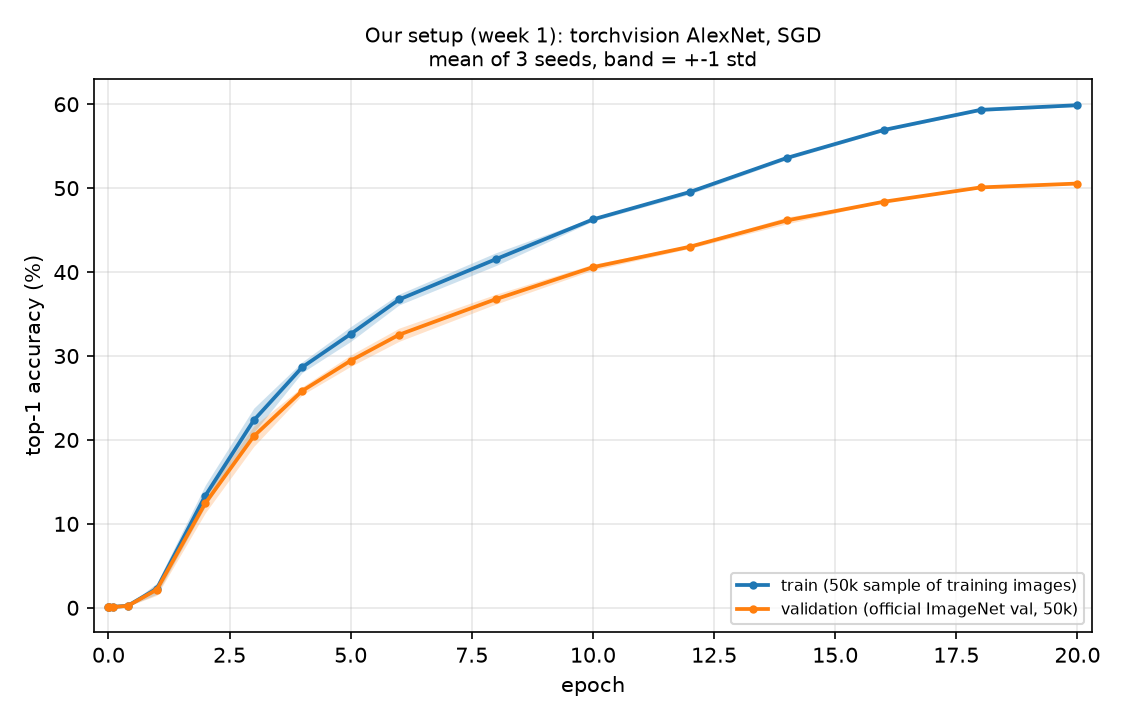 Our setup (week 1): torchvision AlexNet, SGD
mean of 3 seeds, band = +-1 std
top-1 accuracy (%)
60
50
40
30
20
10
0
train (50k sample of training images)
validation (official ImageNet val, 50k)
0.0 2.5 5.0 7.5 10.0 12.5 15.0 17.5 20.0
epoch